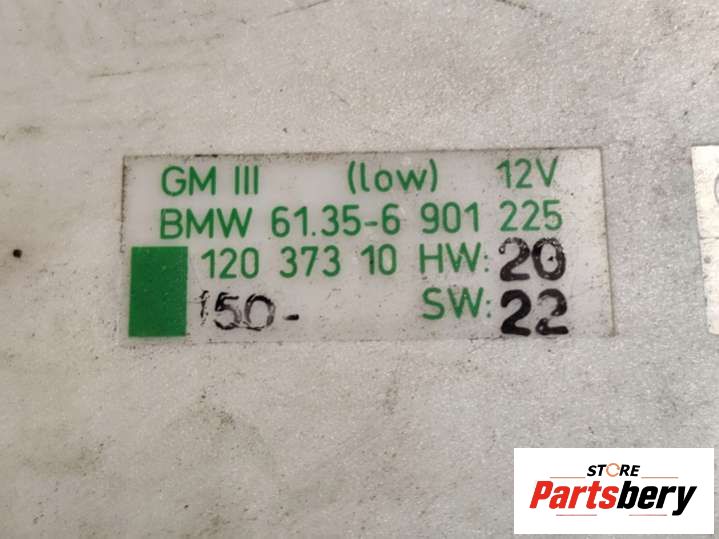 GM III (low) 12V
BMW 61.35-6 901 225
120 373 10 HW: 20
150- SW: 22
STORE
Partsbery